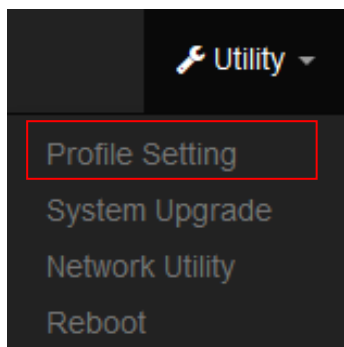 Utility
Profile Setting
System Upgrade
Network Utility
Reboot